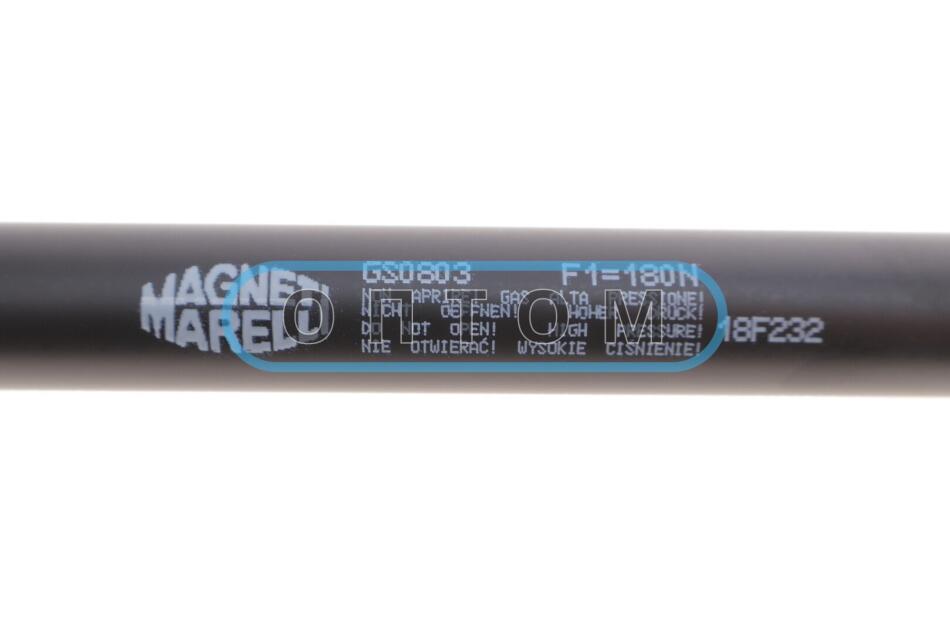 MAGNETI
MARELLI
GS0803 F1=180N
NON APRIRE! GAS ALTA PRESSIONE!
NICHT OEFFNEN! HOHER DRUCK!
DO NOT OPEN! HIGH PRESSURE!
NIE OTWIERAĆ! WYSOKIE CIŚNIENIE!
18F232
OTTOM